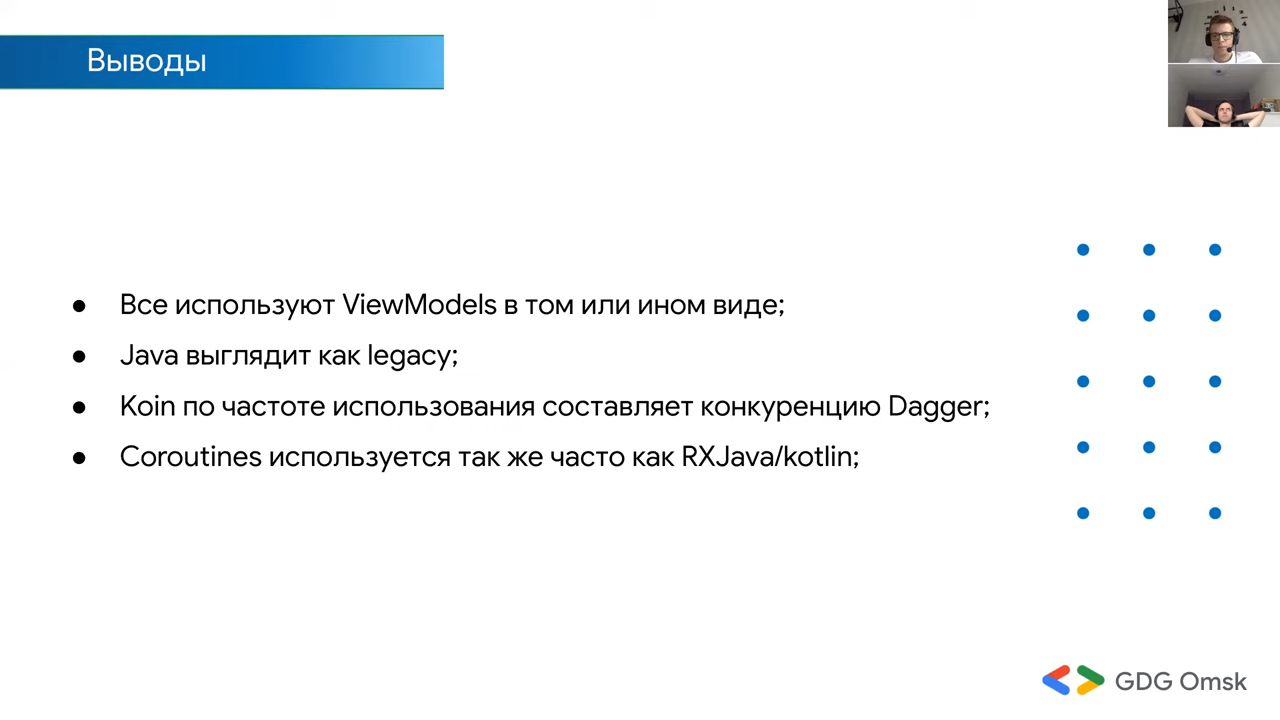 Выводы
Все используют ViewModels в том или ином виде;
Java выглядит как legacy;
Koin по частоте использования составляет конкуренцию Dagger;
Coroutines используется так же часто как RXJava/kotlin;
GDG Omsk